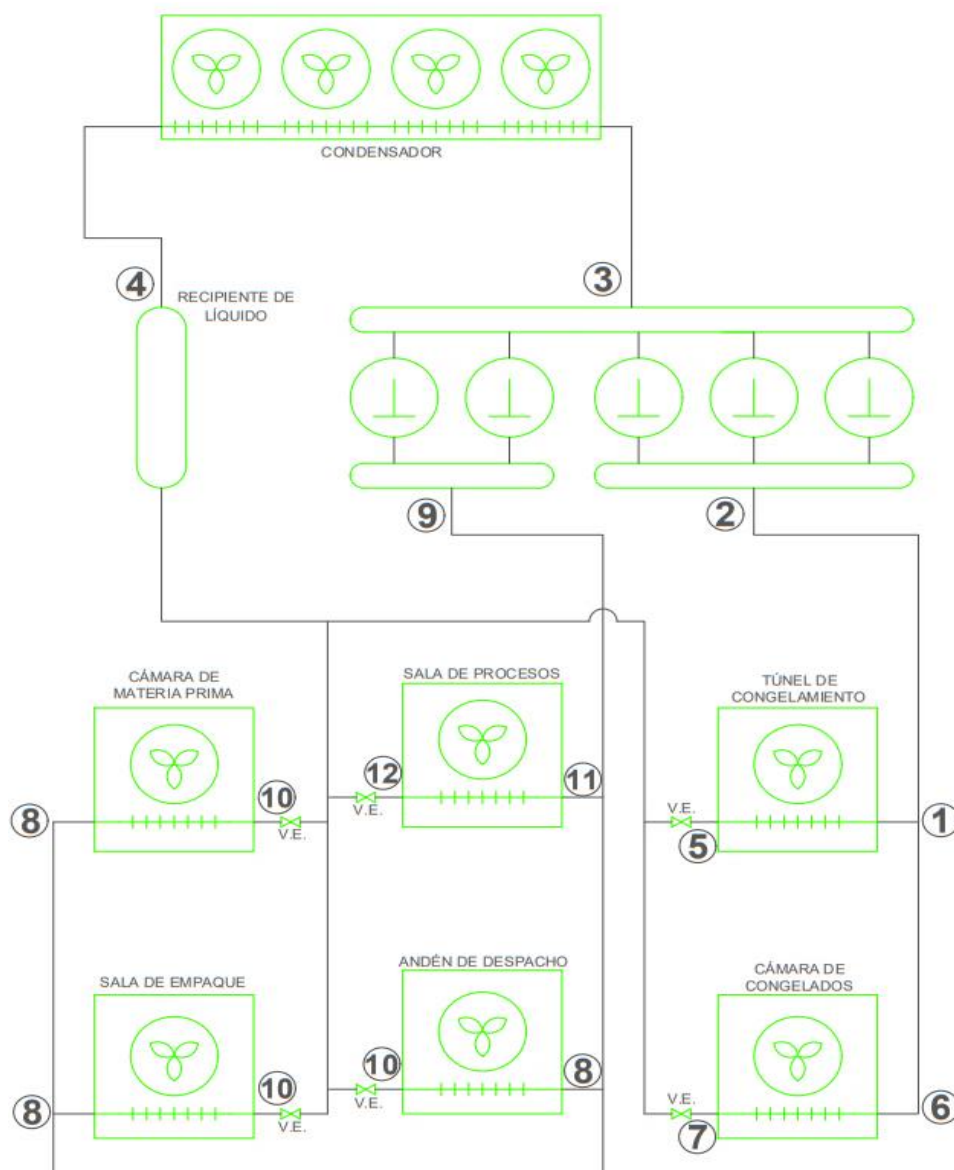 CONDENSADOR
4
RECIPIENTE DE
LÍQUIDO
3
9
2
CÁMARA DE
MATERIA PRIMA
SALA DE PROCESOS
TÚNEL DE
CONGELAMIENTO
8
10
V.E.
12
V.E.
11
V.E.
5
1
SALA DE EMPAQUE
ANDÉN DE DESPACHO
CÁMARA DE
CONGELADOS
8
10
V.E.
10
V.E.
8
V.E.
7
6